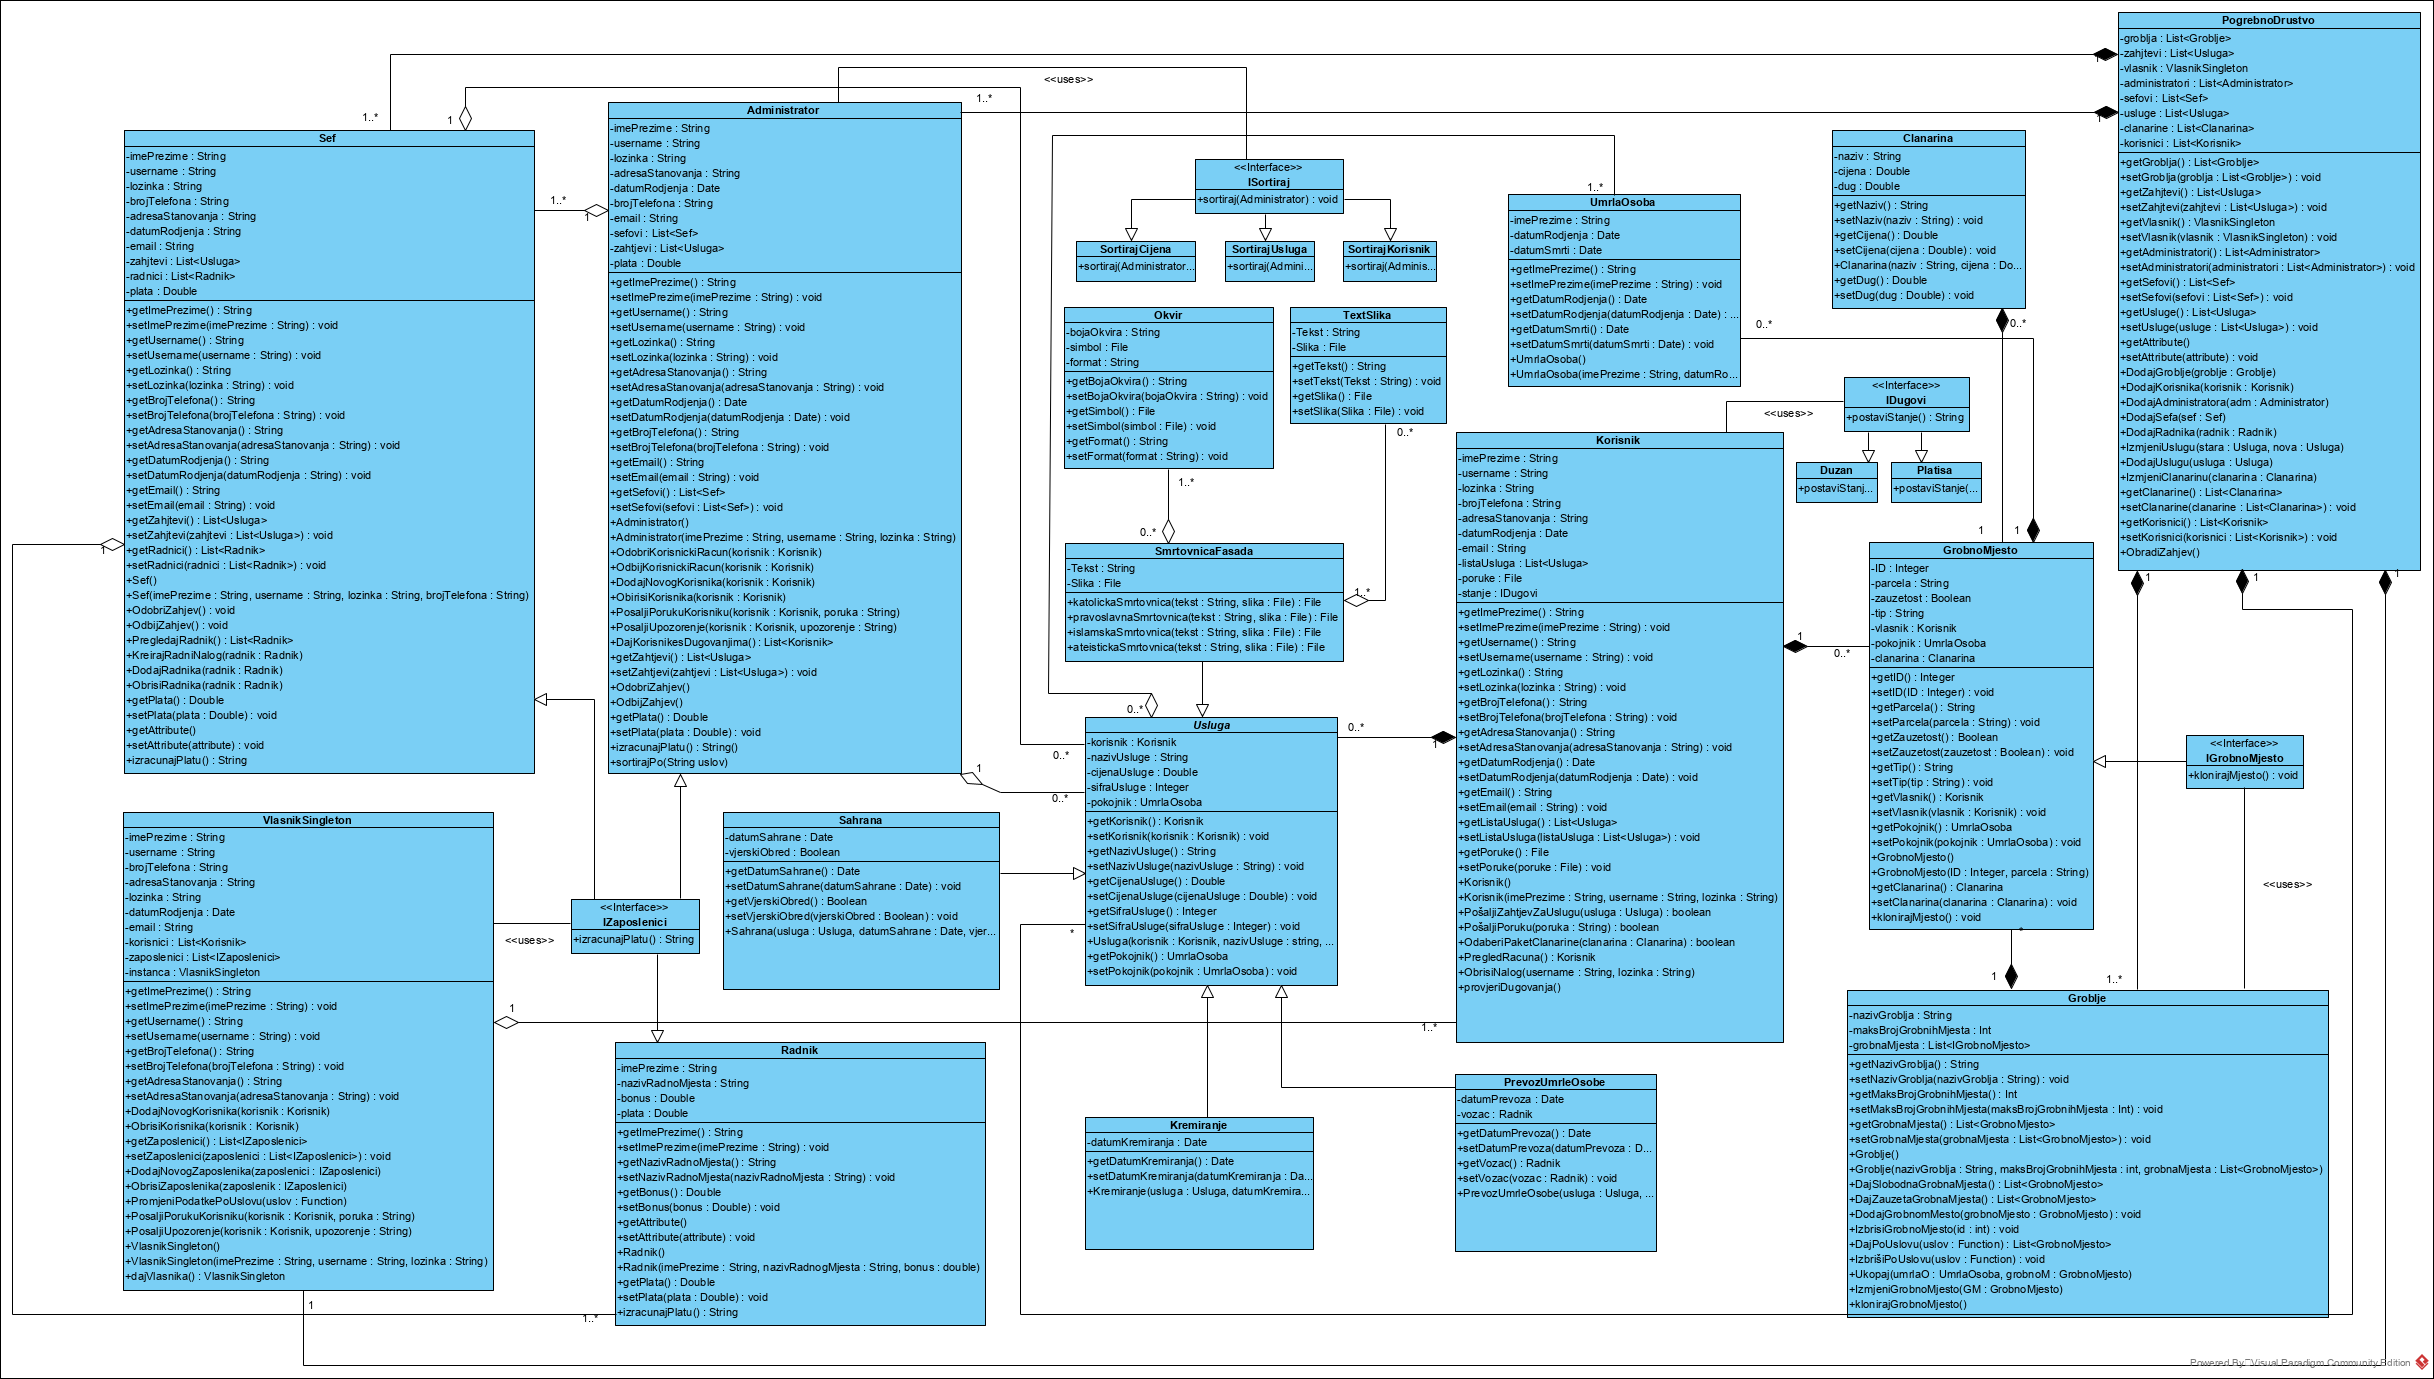 PogrebnoDrustvo
-groblja : List<Groblje>
-zahjtevi : List<Usluga>
-vlasnik : VlasnikSingleton
-administratori : List<Administrator>
-sefovi : List<Sef>
-usluge : List<Usluga>
-clanarine : List<Clanarina>
-korisnici : List<Korisnik>
+getGroblja() : List<Groblje>
+setGroblja(groblja : List<Groblje>) : void
+getZahjtevi() : List<Usluga>
+setZahjtevi(zahjtevi : List<Usluga>) : void
+getVlasnik() : VlasnikSingleton
+setVlasnik(vlasnik : VlasnikSingleton) : void
+getAdministratori() : List<Administrator>
+setAdministratori(administratori : List<Administrator>) : void
+getSefovi() : List<Sef>
+setSefovi(sefovi : List<Sef>) : void
+getUsluge() : List<Usluga>
+setUsluge(usluge : List<Usluga>) : void
+getAttribute()
+setAttribute(attribute) : void
+DodajGroblje(groblje : Groblje)
+DodajKorisnika(korisnik : Korisnik)
+DodajAdministratora(adm : Administrator)
+DodajSefa(sef : Sef)
+DodajRadnika(radnik : Radnik)
+IzmjeniUslugu(stara : Usluga, nova : Usluga)
+DodajUslugu(usluga : Usluga)
+IzmjeniClanarinu(clanarina : Clanarina)
+getClanarine() : List<Clanarina>
+setClanarine(clanarine : List<Clanarina>) : void
+getKorisnici() : List<Korisnik>
+setKorisnici(korisnici : List<Korisnik>) : void
+ObradiZahjev()
1
1
1
1
1
1..*
1
1..*
<<uses>>
Sef
-imePrezime : String
-username : String
-lozinka : String
-brojTelefona : String
-adresaStanovanja : String
-datumRodjenja : String
-email : String
-zahjtevi : List<Usluga>
-radnici : List<Radnik>
-plata : Double
+getImePrezime() : String
+setImePrezime(imePrezime : String) : void
+getUsername() : String
+setUsername(username : String) : void
+getLozinka() : String
+setLozinka(lozinka : String) : void
+getBrojTelefona() : String
+setBrojTelefona(brojTelefona : String) : void
+getAdresaStanovanja() : String
+setAdresaStanovanja(adresaStanovanja : String) : void
+getDatumRodjenja() : String
+setDatumRodjenja(datumRodjenja : String) : void
+getEmail() : String
+setEmail(email : String) : void
+getZahjtevi() : List<Usluga>
+setZahjtevi(zahjtevi : List<Usluga>) : void
+getRadnici() : List<Radnik>
+setRadnici(radnici : List<Radnik>) : void
+Sef()
+Sef(imePrezime : String, username : String, lozinka : String, brojTelefona : String)
+OdobriZahjev() : void
+OdbijZahjev() : void
+PregledajRadnik() : List<Radnik>
+KreirajRadniNalog(radnik : Radnik)
+DodajRadnika(radnik : Radnik)
+ObrisiRadnika(radnik : Radnik)
+getPlata() : Double
+setPlata(plata : Double) : void
+getAttribute()
+setAttribute(attribute) : void
+izracunajPlatu() : String
1
1..*
1
1..*
Administrator
-imePrezime : String
-username : String
-lozinka : String
-adresaStanovanja : String
-datumRodjenja : Date
-brojTelefona : String
-email : String
-sefovi : List<Sef>
-zahtjevi : List<Usluga>
-plata : Double
+getImePrezime() : String
+setImePrezime(imePrezime : String) : void
+getUsername() : String
+setUsername(username : String) : void
+getLozinka() : String
+setLozinka(lozinka : String) : void
+getAdresaStanovanja() : String
+setAdresaStanovanja(adresaStanovanja : String) : void
+getDatumRodjenja() : Date
+setDatumRodjenja(datumRodjenja : Date) : void
+getBrojTelefona() : String
+setBrojTelefona(brojTelefona : String) : void
+getEmail() : String
+setEmail(email : String) : void
+getSefovi() : List<Sef>
+setSefovi(sefovi : List<Sef>) : void
+Administrator()
+Administrator(imePrezime : String, username : String, lozinka : String)
+OdobriKorisnickiRacun(korisnik : Korisnik)
+OdbijKorisnickiRacun(korisnik : Korisnik)
+DodajNovogKorisnika(korisnik : Korisnik)
+ObirisiKorisnika(korisnik : Korisnik)
+PosaljiPorukuKorisniku(korisnik : Korisnik, poruka : String)
+PosaljiUpozorenje(korisnik : Korisnik, upozorenje : String)
+DajKorisnikesDugovanjima() : List<Korisnik>
+getZahtjevi() : List<Usluga>
+setZahtjevi(zahtjevi : List<Usluga>) : void
+OdobriZahjev()
+OdbijZahjev()
+getPlata() : Double
+setPlata(plata : Double) : void
+izracunajPlatu() : String()
+sortirajPo(String uslov)
1
0..*
0..*
<<Interface>>
ISortiraj
+sortiraj(Administrator) : void
SortirajCijena
+sortiraj(Administrator...
SortirajUsluga
+sortiraj(Admini...
SortirajKorisnik
+sortiraj(Adminis...
Okvir
-bojaOkvira : String
-simbol : File
-format : String
+getBojaOkvira() : String
+setBojaOkvira(bojaOkvira : String) : void
+getSimbol() : File
+setSimbol(simbol : File) : void
+getFormat() : String
+setFormat(format : String) : void
1..*
0..*
TextSlika
-Tekst : String
-Slika : File
+getTekst() : String
+setTekst(Tekst : String) : void
+getSlika() : File
+setSlika(Slika : File) : void
0..*
1..*
SmrtovnicaFasada
-Tekst : String
-Slika : File
+katolickaSmrtovnica(tekst : String, slika : File) : File
+pravoslavnaSmrtovnica(tekst : String, slika : File) : File
+islamskaSmrtovnica(tekst : String, slika : File) : File
+ateistickaSmrtovnica(tekst : String, slika : File) : File
1..*
UmrlaOsoba
-imePrezime : String
-datumRodjenja : Date
-datumSmrti : Date
+getImePrezime() : String
+setImePrezime(imePrezime : String) : void
+getDatumRodjenja() : Date
+setDatumRodjenja(datumRodjenja : Date) : ...
+getDatumSmrti() : Date
+setDatumSmrti(datumSmrti : Date) : void
+UmrlaOsoba()
+UmrlaOsoba(imePrezime : String, datumRo...
0..*
Clanarina
-naziv : String
-cijena : Double
-dug : Double
+getNaziv() : String
+setNaziv(naziv : String) : void
+getCijena() : Double
+setCijena(cijena : Double) : void
+Clanarina(naziv : String, cijena : Do...
+getDug() : Double
+setDug(dug : Double) : void
0..*
<<Interface>>
IDugovi
+postaviStanje() : String
<<uses>>
Duzan
+postaviStanj...
Platisa
+postaviStanje(...
Korisnik
-imePrezime : String
-username : String
-lozinka : String
-brojTelefona : String
-adresaStanovanja : String
-datumRodjenja : Date
-email : String
-listaUsluga : List<Usluga>
-poruke : File
-stanje : IDugovi
+getImePrezime() : String
+setImePrezime(imePrezime : String) : void
+getUsername() : String
+setUsername(username : String) : void
+getLozinka() : String
+setLozinka(lozinka : String) : void
+getBrojTelefona() : String
+setBrojTelefona(brojTelefona : String) : void
+getAdresaStanovanja() : String
+setAdresaStanovanja(adresaStanovanja : String) : void
+getDatumRodjenja() : Date
+setDatumRodjenja(datumRodjenja : Date) : void
+getEmail() : String
+setEmail(email : String) : void
+getListaUsluga() : List<Usluga>
+setListaUsluga(listaUsluga : List<Usluga>) : void
+getPoruke() : File
+setPoruke(poruke : File) : void
+Korisnik()
+Korisnik(imePrezime : String, username : String, lozinka : String)
+PošaljiZahtjevZaUslugu(usluga : Usluga) : boolean
+PošaljiPoruku(poruka : String) : boolean
+OdaberiPaketClanarine(clanarina : Clanarina) : boolean
+PregledRacuna() : Korisnik
+ObrisiNalog(username : String, lozinka : String)
+provjeriDugovanja()
1
0..*
1
1
GrobnoMjesto
-ID : Integer
-parcela : String
-zauzetost : Boolean
-tip : String
-vlasnik : Korisnik
-pokojnik : UmrlaOsoba
-clanarina : Clanarina
+getID() : Integer
+setID(ID : Integer) : void
+getParcela() : String
+setParcela(parcela : String) : void
+getZauzetost() : Boolean
+setZauzetost(zauzetost : Boolean) : void
+getTip() : String
+setTip(tip : String) : void
+getVlasnik() : Korisnik
+setVlasnik(vlasnik : Korisnik) : void
+getPokojnik() : UmrlaOsoba
+setPokojnik(pokojnik : UmrlaOsoba) : void
+GrobnoMjesto()
+GrobnoMjesto(ID : Integer, parcela : String)
+getClanarina() : Clanarina
+setClanarina(clanarina : Clanarina) : void
+klonirajMjesto() : void
*
1
1..*
<<Interface>>
IGrobnoMjesto
+klonirajMjesto() : void
<<uses>>
0..*
Usluga
-korisnik : Korisnik
-nazivUsluge : String
-cijenaUsluge : Double
-sifraUsluge : Integer
-pokojnik : UmrlaOsoba
+getKorisnik() : Korisnik
+setKorisnik(korisnik : Korisnik) : void
+getNazivUsluge() : String
+setNazivUsluge(nazivUsluge : String) : void
+getCijenaUsluge() : Double
+setCijenaUsluge(cijenaUsluge : Double) : void
+getSifraUsluge() : Integer
+setSifraUsluge(sifraUsluge : Integer) : void
+Usluga(korisnik : Korisnik, nazivUsluge : string, ...
+getPokojnik() : UmrlaOsoba
+setPokojnik(pokojnik : UmrlaOsoba) : void
0..*
1
*
Sahrana
-datumSahrane : Date
-vjerskiObred : Boolean
+getDatumSahrane() : Date
+setDatumSahrane(datumSahrane : Date) : void
+getVjerskiObred() : Boolean
+setVjerskiObred(vjerskiObred : Boolean) : void
+Sahrana(usluga : Usluga, datumSahrane : Date, vjer...
VlasnikSingleton
-imePrezime : String
-username : String
-brojTelefona : String
-adresaStanovanja : String
-lozinka : String
-datumRodjenja : Date
-email : String
-korisnici : List<Korisnik>
-zaposlenici : List<IZaposlenici>
-instanca : VlasnikSingleton
+getImePrezime() : String
+setImePrezime(imePrezime : String) : void
+getUsername() : String
+setUsername(username : String) : void
+getBrojTelefona() : String
+setBrojTelefona(brojTelefona : String) : void
+getAdresaStanovanja() : String
+setAdresaStanovanja(adresaStanovanja : String) : void
+DodajNovogKorisnika(korisnik : Korisnik)
+ObrisiKorisnika(korisnik : Korisnik)
+getZaposlenici() : List<IZaposlenici>
+setZaposlenici(zaposlenici : List<IZaposlenici>) : void
+DodajNovogZaposlenika(zaposlenici : IZaposlenici)
+ObrisiZaposlenika(zaposlenik : IZaposlenici)
+PromjeniPodatkePoUslovu(uslov : Function)
+PosaljiPorukuKorisniku(korisnik : Korisnik, poruka : String)
+PosaljiUpozorenje(korisnik : Korisnik, upozorenje : String)
+VlasnikSingleton()
+VlasnikSingleton(imePrezime : String, username : String, lozinka : String)
+dajVlasnika() : VlasnikSingleton
<<uses>>
1
1..*
1
<<Interface>>
IZaposlenici
+izracunajPlatu() : String
Radnik
-imePrezime : String
-nazivRadnoMjesta : String
-bonus : Double
-plata : Double
+getImePrezime() : String
+setImePrezime(imePrezime : String) : void
+getNazivRadnoMjesta() : String
+setNazivRadnoMjesta(nazivRadnoMjesta : String) : void
+getBonus() : Double
+setBonus(bonus : Double) : void
+getAttribute()
+setAttribute(attribute) : void
+Radnik()
+Radnik(imePrezime : String, nazivRadnogMjesta : String, bonus : double)
+getPlata() : Double
+setPlata(plata : Double) : void
+izracunajPlatu() : String
1..*
Kremiranje
-datumKremiranja : Date
+getDatumKremiranja() : Date
+setDatumKremiranja(datumKremiranja : Da...
+Kremiranje(usluga : Usluga, datumKremira...
PrevozUmrleOsobe
-datumPrevoza : Date
-vozac : Radnik
+getDatumPrevoza() : Date
+setDatumPrevoza(datumPrevoza : D...
+getVozac() : Radnik
+setVozac(vozac : Radnik) : void
+PrevozUmrleOsobe(usluga : Usluga, ...
Groblje
-nazivGroblja : String
-maksBrojGrobnihMjesta : Int
-grobnaMjesta : List<IGrobnoMjesto>
+getNazivGroblja() : String
+setNazivGroblja(nazivGroblja : String) : void
+getMaksBrojGrobnihMjesta() : Int
+setMaksBrojGrobnihMjesta(maksBrojGrobnihMjesta : Int) : void
+getGrobnaMjesta() : List<GrobnoMjesto>
+setGrobnaMjesta(grobnaMjesta : List<GrobnoMjesto>) : void
+Groblje()
+Groblje(nazivGroblja : String, maksBrojGrobnihMjesta : int, grobnaMjesta : List<GrobnoMjesto>)
+DajSlobodnaGrobnaMjesta() : List<GrobnoMjesto>
+DajZauzetaGrobnaMjesta() : List<GrobnoMjesto>
+DodajGrobnomMesto(grobnoMjesto : GrobnoMjesto) : void
+IzbrisiGrobnoMjesto(id : int) : void
+DajPoUslovu(uslov : Function) : List<GrobnoMjesto>
+IzbrišiPoUslovu(uslov : Function) : void
+Ukopaj(umrlaO : UmrlaOsoba, grobnoM : GrobnoMjesto)
+IzmjeniGrobnoMjesto(GM : GrobnoMjesto)
+klonirajGrobnoMjesto()
Powered By Visual Paradigm Community Edition